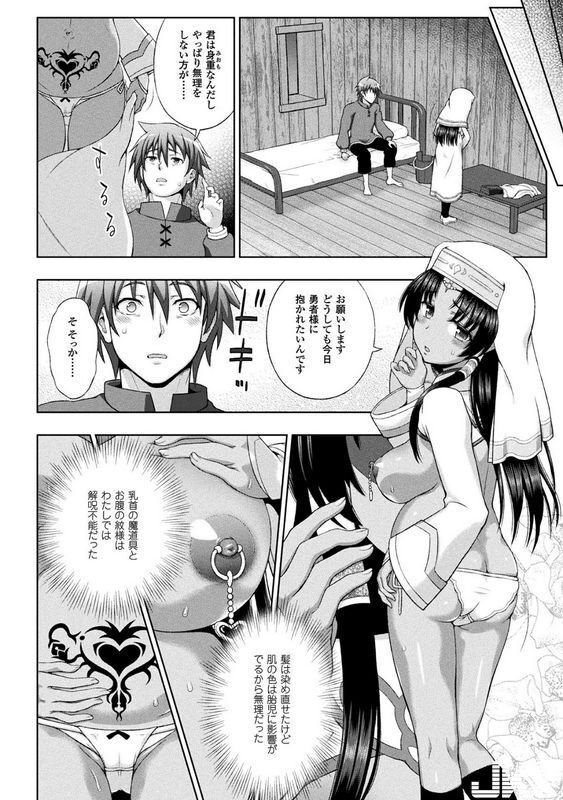 君は身重なんだし
みおも
やっぱり無理を
しない方が……
するる
お願いします
どうしても今日
勇者様に
抱かれたいんです
そ そっか……
髪は染め直せたけど
肌の色は胎児に影響が
でるから無理だった
乳首の魔道具と
お腹の紋様は
わたしでは
解呪不能だった